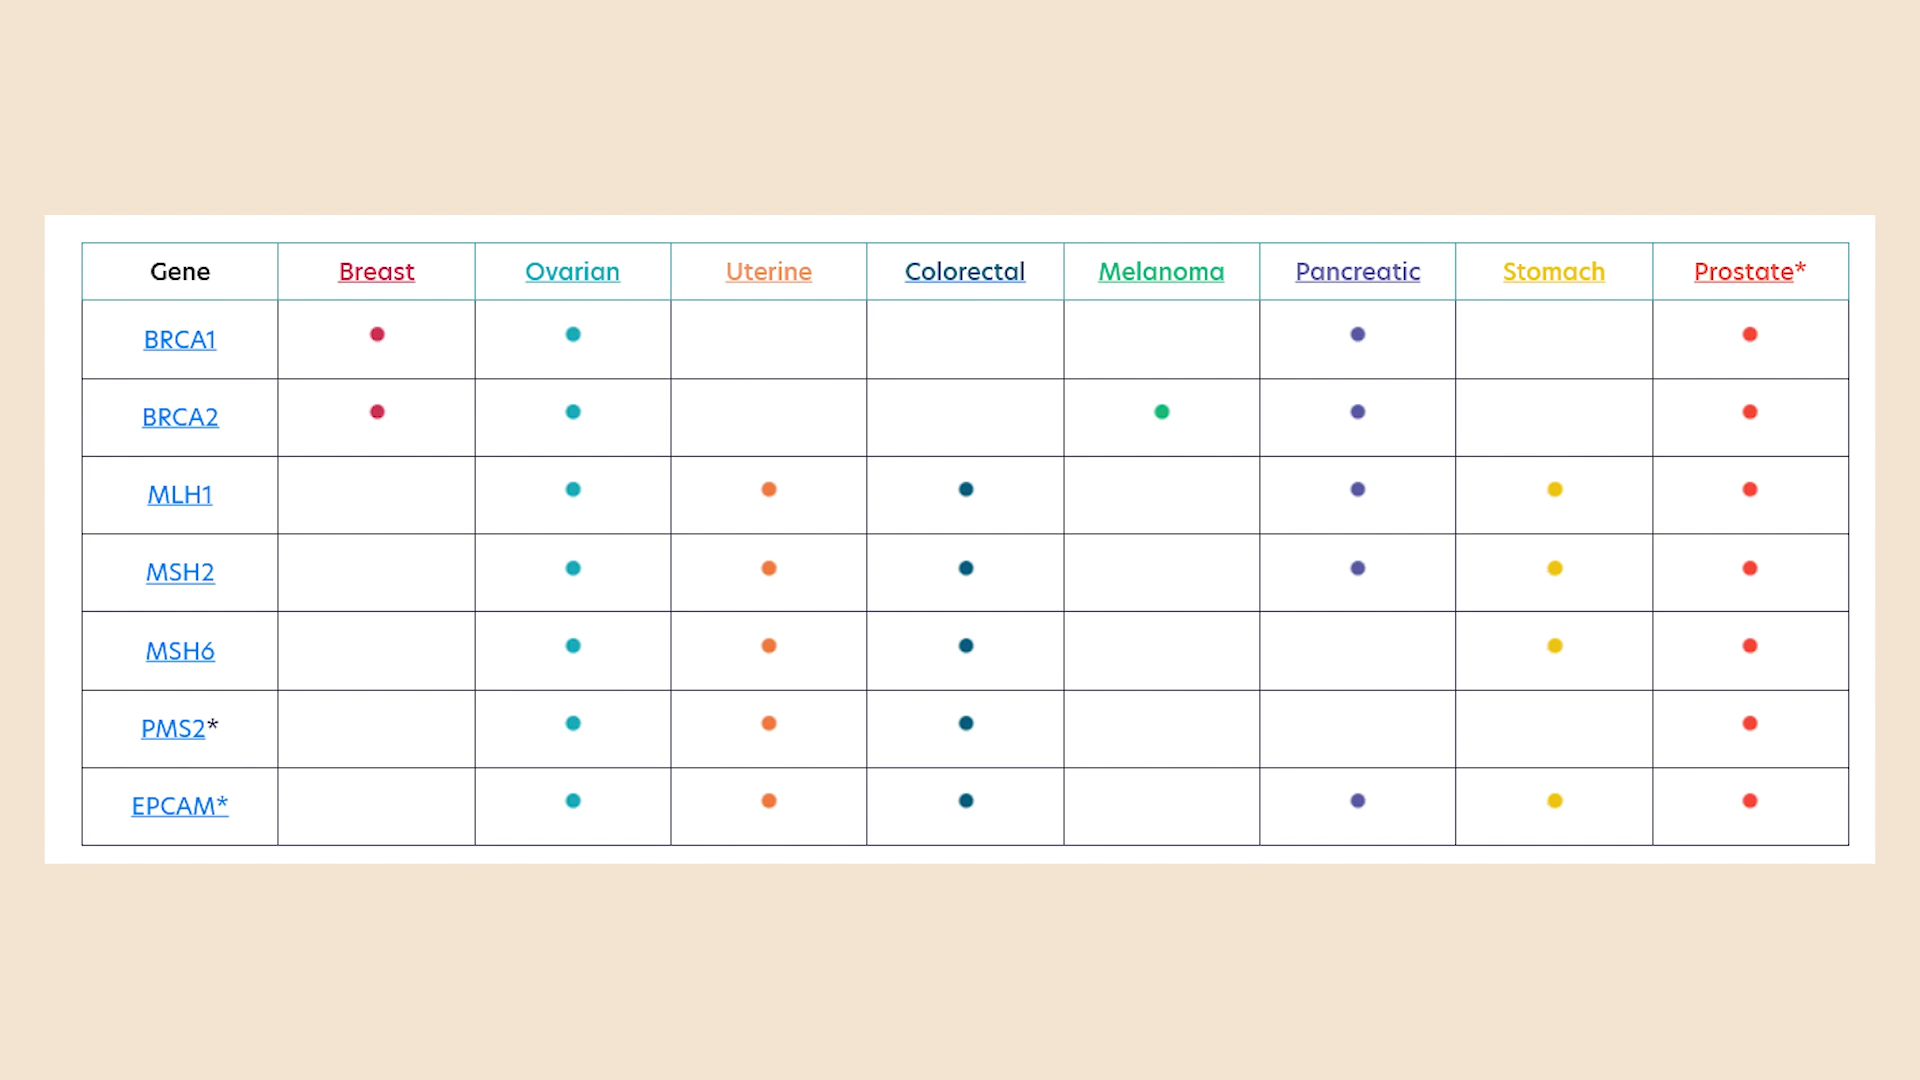 Gene Breast Ovarian Uterine Colorectal Melanoma Pancreatic Stomach Prostate*
BRCA1
BRCA2
MLH1
MSH2
MSH6
PMS2*
EPCAM*